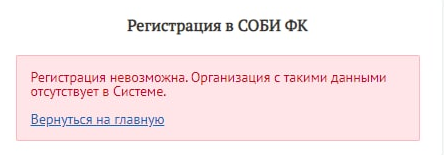 Регистрация в СОБИ ФК
Регистрация невозможна. Организация с такими данными
отсутствует в Системе.
Вернуться на главную